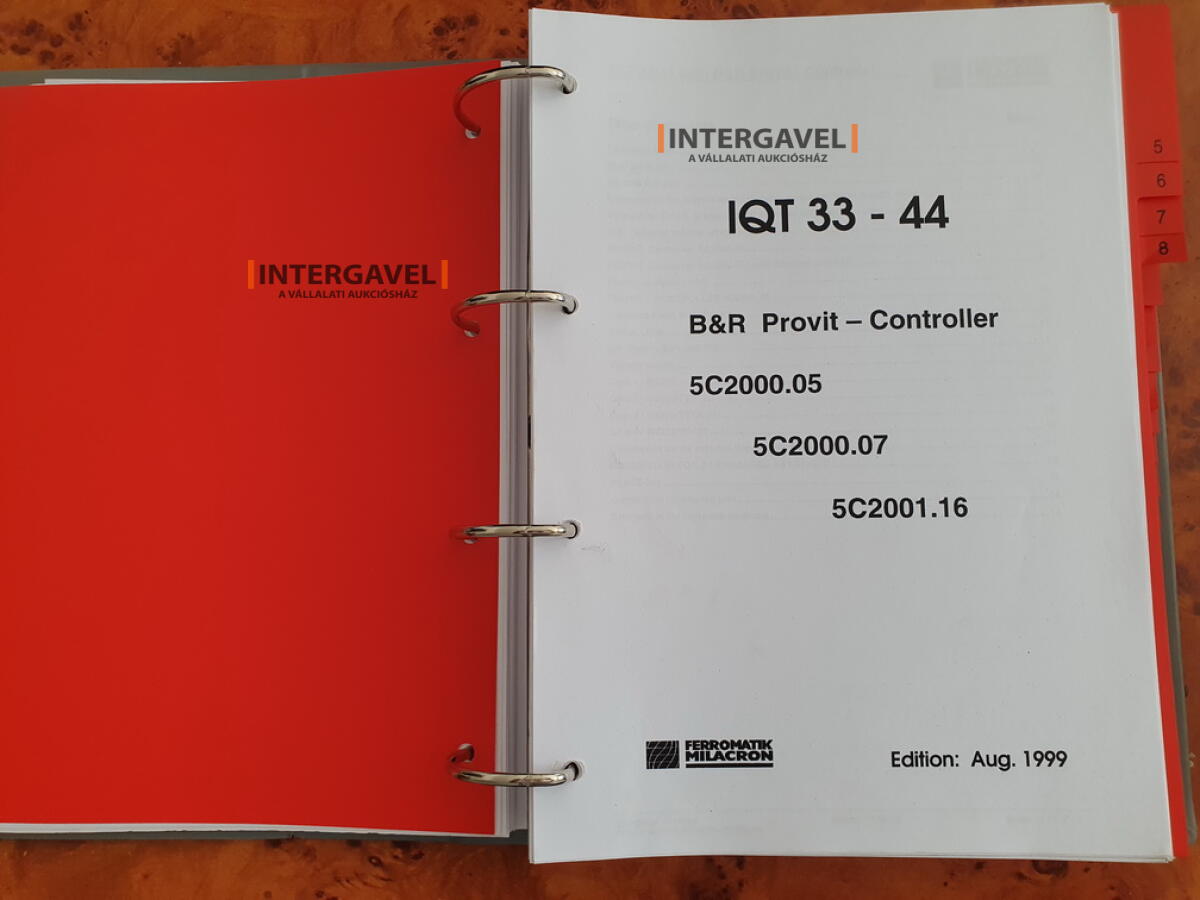 INTERGAVEL
A VÁLLALATI AUKCIÓSHÁZ
INTERGAVEL
A VÁLLALATI AUKCIÓSHÁZ
IQT 33 - 44
B&R Provit – Controller
5C2000.05
5C2000.07
5C2001.16
FERROMATIK
MILACRON
Edition: Aug. 1999
5
6
7
8